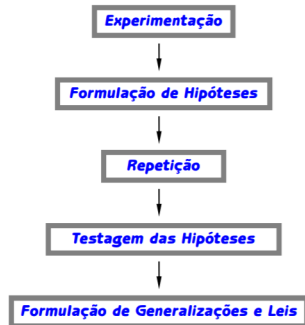 Experimentação
Formulação de Hipóteses
Repetição
Testagem das Hipóteses
Formulação de Generalizações e Leis